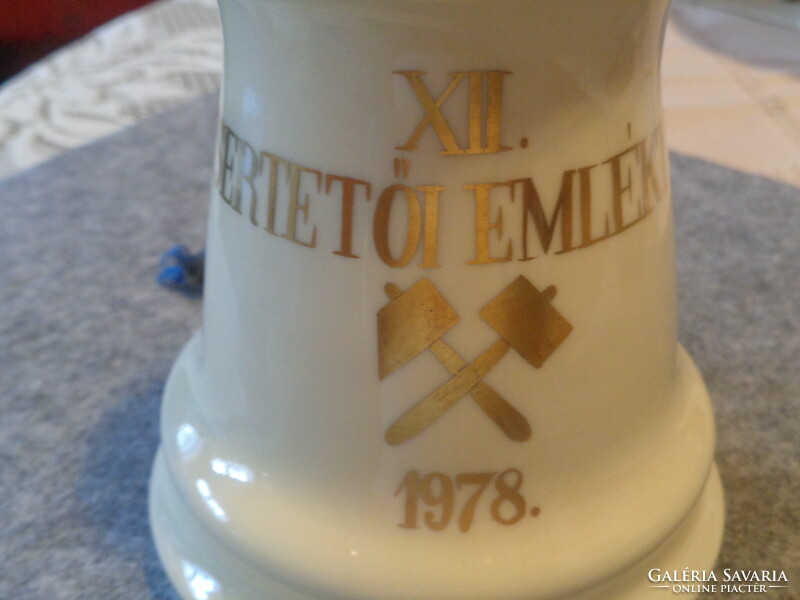 XII.
ERTETŐI EMLÉK
1978.
GALÉRIA SAVARIA
ONLINE PIACTÉR